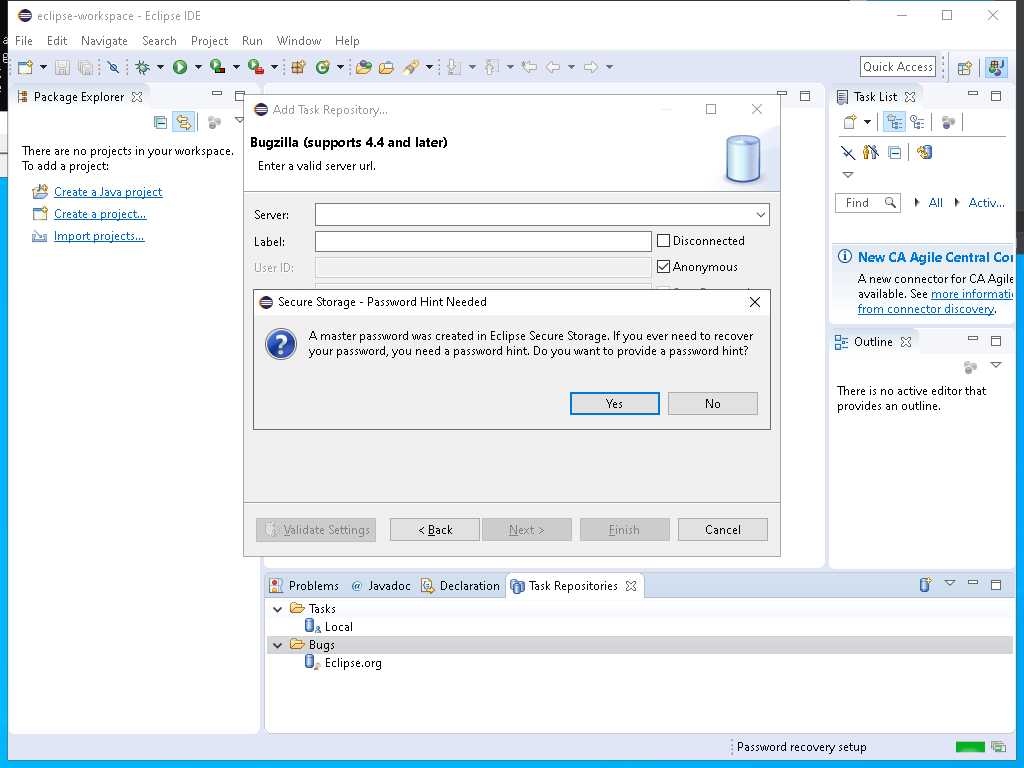 eclipse-workspace - Eclipse IDE
File Edit Navigate Search Project Run Window Help
Quick Access
Package Explorer
There are no projects in your workspace.
To add a project:
Create a Java project
Create a project...
Import projects...
Add Task Repository...
Bugzilla (supports 4.4 and later)
Enter a valid server url.
Server:
Label:
Disconnected
User ID:
Anonymous
Secure Storage - Password Hint Needed
A master password was created in Eclipse Secure Storage. If you ever need to recover
your password, you need a password hint. Do you want to provide a password hint?
Yes No
Validate Settings < Back Next > Finish Cancel
Task List
Find All Activ...
New CA Agile Central Co
A new connector for CA Agile
available. See more informati
from connector discovery.
Outline
There is no active editor that
provides an outline.
Problems @ Javadoc Declaration Task Repositories
Tasks
Local
Bugs
Eclipse.org
Password recovery setup